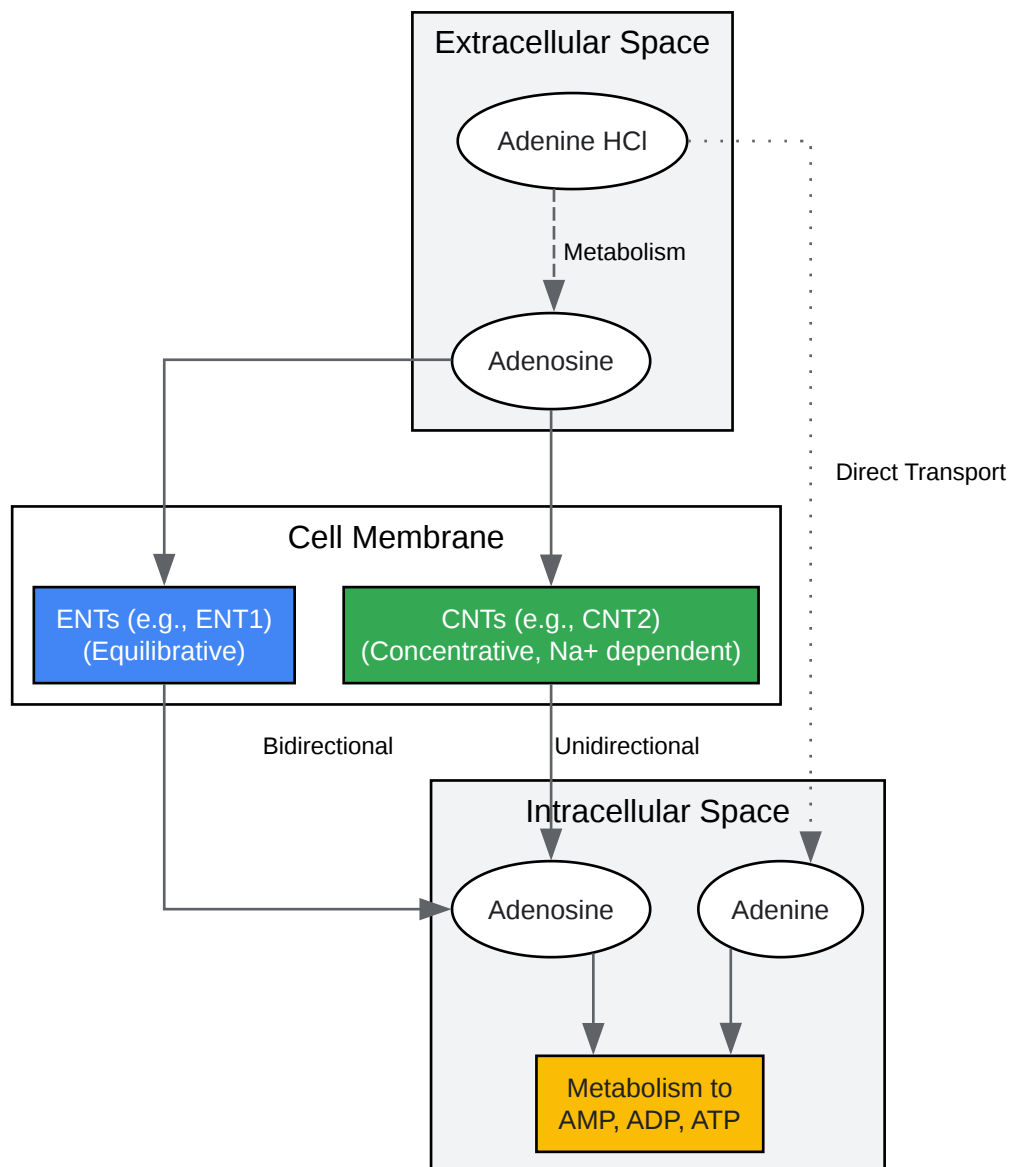 Extracellular Space
Adenine HCl
Metabolism
Adenosine
Direct Transport
Cell Membrane
ENTs (e.g., ENT1)
(Equilibrative)
CNTs (e.g., CNT2)
(Concentrative, Na+ dependent)
Bidirectional
Unidirectional
Intracellular Space
Adenosine
Adenine
Metabolism to
AMP, ADP, ATP